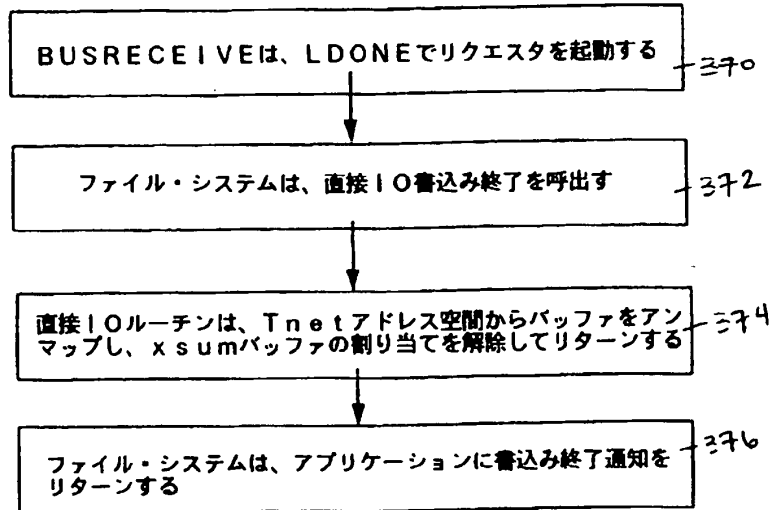 BUSRECEIVEは、LDONEでリクエスタを起動する
370
ファイル・システムは、直接IO書込み終了を呼出す
372
直接IOルーチンは、Tnetアドレス空間からバッファをアン
マップし、xsumバッファの割り当てを解除してリターンする
374
ファイル・システムは、アプリケーションに書込み終了通知を
リターンする
376